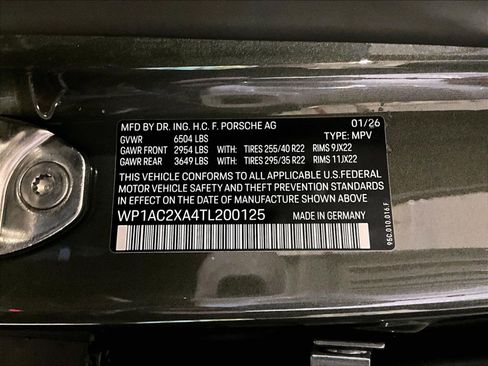 MFD BY DR. ING. H.C. F. PORSCHE AG 01/26
GVWR 6504 LBS TYPE: MPV
GAWR FRONT 2954 LBS WITH: TIRES 255/40 R22 RIMS 9JX22
GAWR REAR 3649 LBS WITH: TIRES 295/35 R22 RIMS 11JX22
THIS VEHICLE CONFORMS TO ALL APPLICABLE U.S.FEDERAL
MOTOR VEHICLE SAFETY AND THEFT PREVENTION STANDARDS
IN EFFECT ON THE DATE OF MANUFACTURE SHOWN ABOVE
WP1AC2XA4TL200125 MADE IN GERMANY
95C.010.016.F